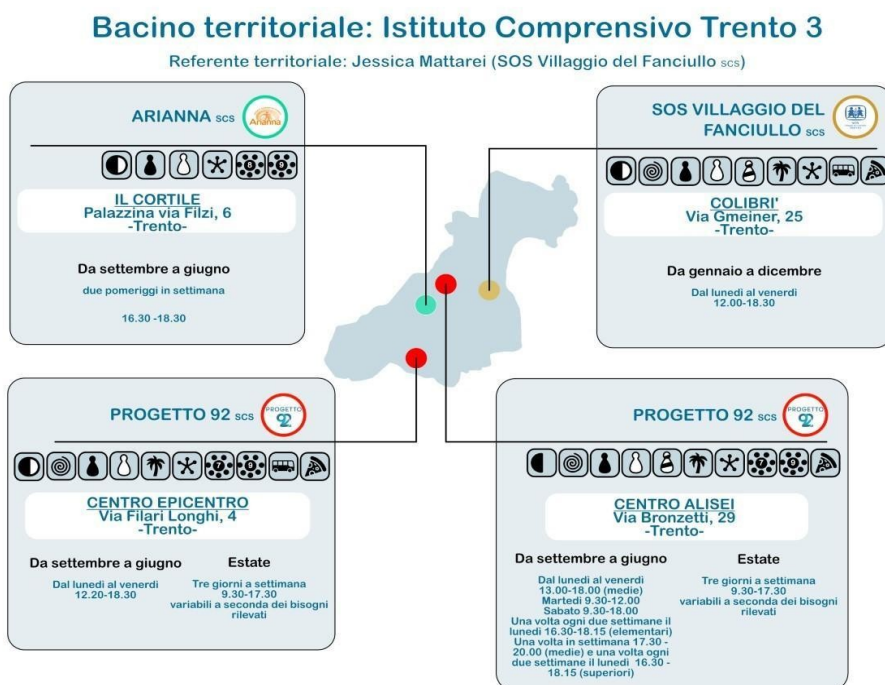 Bacino territoriale: Istituto Comprensivo Trento 3
Referente territoriale: Jessica Mattarei (SOS Villaggio del Fanciullo scs)
ARIANNA scs
Arianna
IL CORTILE
Palazzina via Filzi, 6
-Trento-
Da settembre a giugno
due pomeriggi in settimana
16.30 -18.30
SOS VILLAGGIO DEL
FANCIULLO scs
COLIBRI'
Via Gmeiner, 25
-Trento-
Da gennaio a dicembre
Dal lunedì al venerdì
12.00-18.30
PROGETTO 92 scs
PROGETTO
92
CENTRO EPICENTRO
Via Filari Longhi, 4
-Trento-
Da settembre a giugno
Dal lunedì al venerdì
12.20-18.30
Estate
Tre giorni a settimana
9.30-17.30
variabili a seconda dei bisogni
rilevati
PROGETTO 92 scs
PROGETTO
92
CENTRO ALISEI
Via Bronzetti, 29
-Trento-
Da settembre a giugno
Dal lunedì al venerdì
13.00-18.00 (medie)
Martedì 9.30-12.00
Sabato 9.30-18.00
Una volta ogni due settimane il
lunedì 16.30-18.15 (elementari)
Una volta in settimana 17.30 -
20.00 (medie) e una volta ogni
due settimane il lunedì 16.30 -
18.15 (superiori)
Estate
Tre giorni a settimana
9.30-17.30
variabili a seconda dei bisogni
rilevati